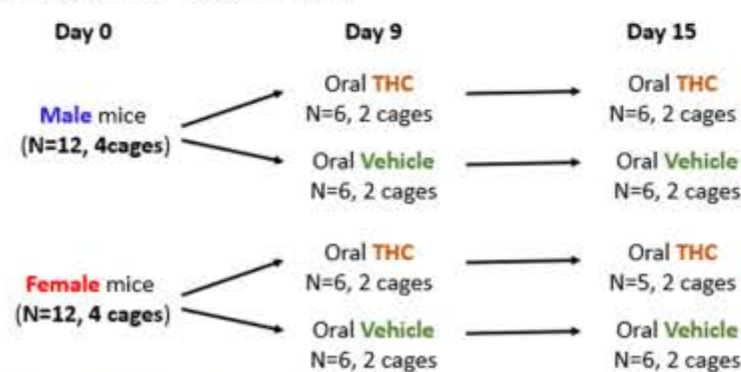 Day 0 Day 9 Day 15
Oral THC Oral THC
N=6, 2 cages N=6, 2 cages
Male mice
(N=12, 4cages)
Oral Vehicle Oral Vehicle
N=6, 2 cages N=6, 2 cages
Oral THC Oral THC
N=6, 2 cages N=5, 2 cages
Female mice
(N=12, 4 cages)
Oral Vehicle Oral Vehicle
N=6, 2 cages N=6, 2 cages